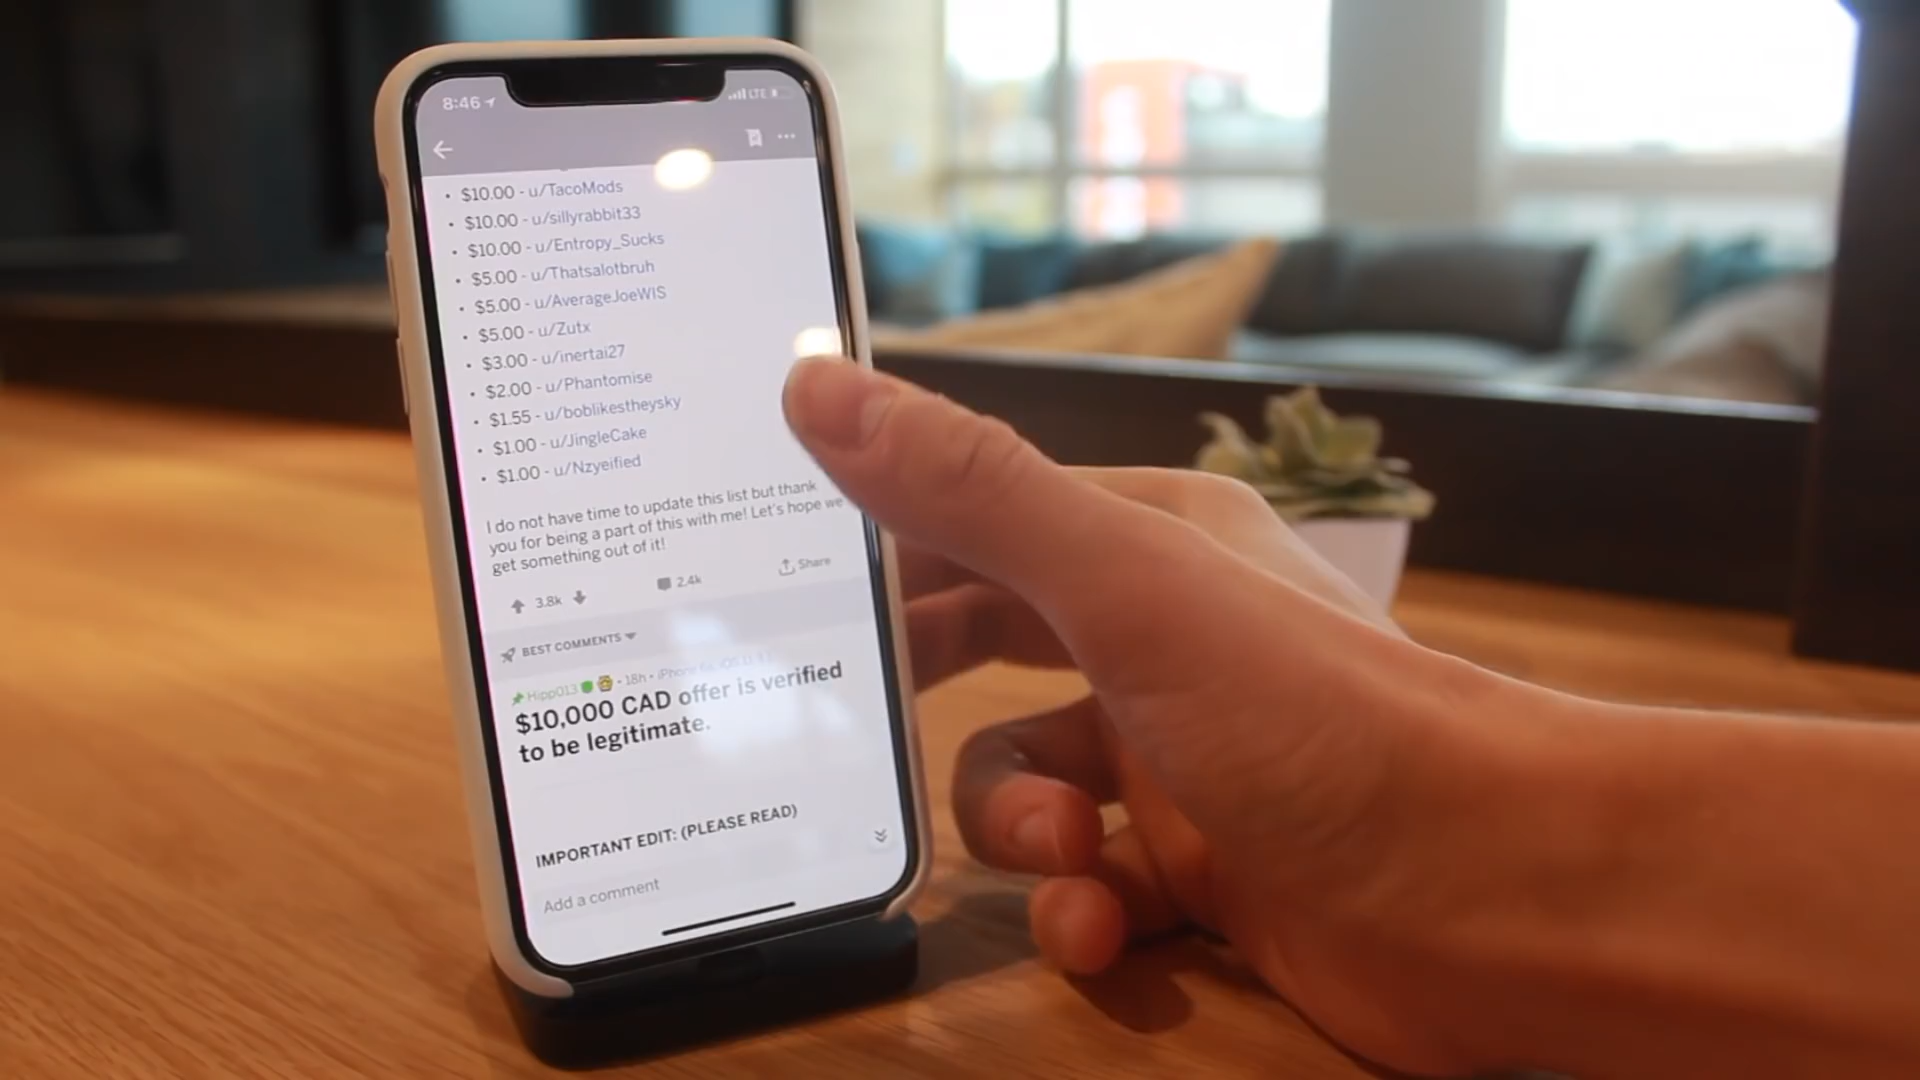 8:46
LTE
• $10.00 - u/TacoMods
• $10.00 - u/sillyrabbit33
• $10.00 - u/Entropy_Sucks
• $5.00 - u/Thatsalotbruh
• $5.00 - u/AverageJoeWIS
• $5.00 - u/Zutx
• $3.00 - u/inertai27
• $2.00 - u/Phantomise
• $1.55 - u/boblikestheysky
• $1.00 - u/JingleCake
• $1.00 - u/Nzyeified
I do not have time to update this list but thank
you for being a part of this with me! Let's hope we
get something out of it!
3.8k 2.4k Share
BEST COMMENTS
Hipp013 • 18h • iPhone
$10,000 CAD offer is verified
to be legitimate.
IMPORTANT EDIT: (PLEASE READ)
Add a comment